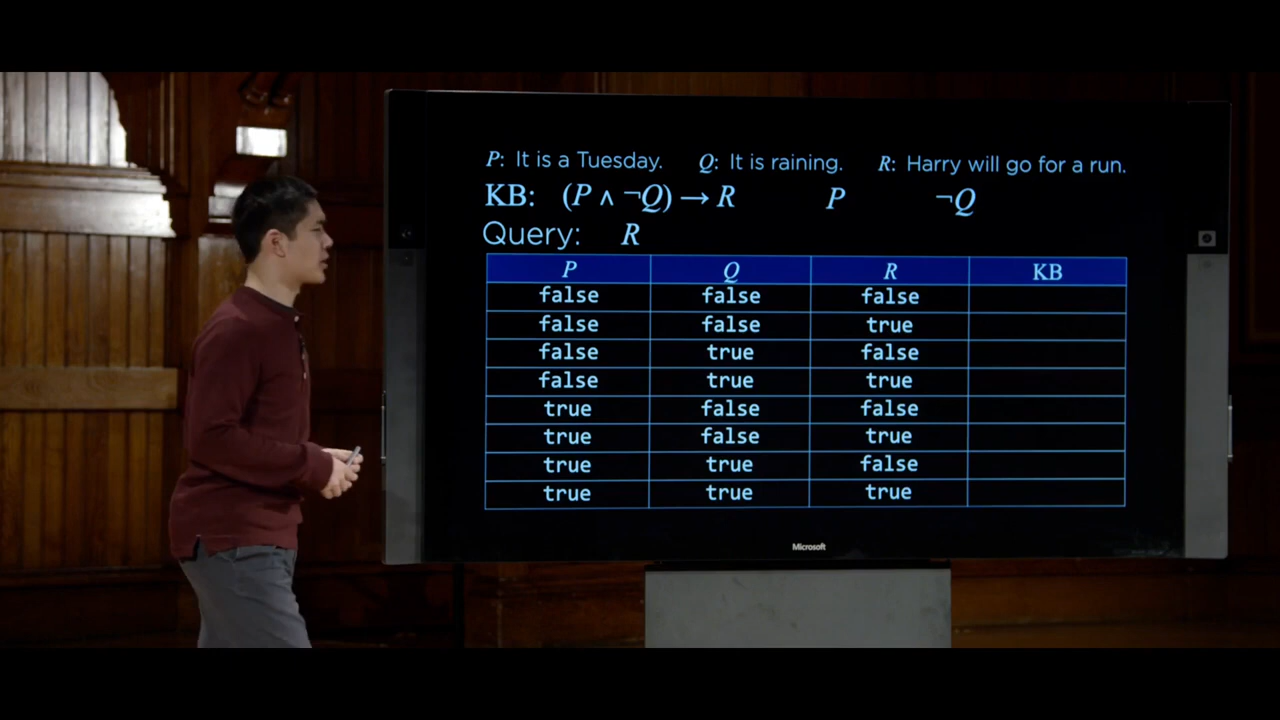 P: It is a Tuesday. Q: It is raining. R: Harry will go for a run.
KB: (P ∧ ¬Q) → R P ¬Q
Query: R
P Q R KB
false false false
false false true
false true false
false true true
true false false
true false true
true true false
true true true
Microsoft